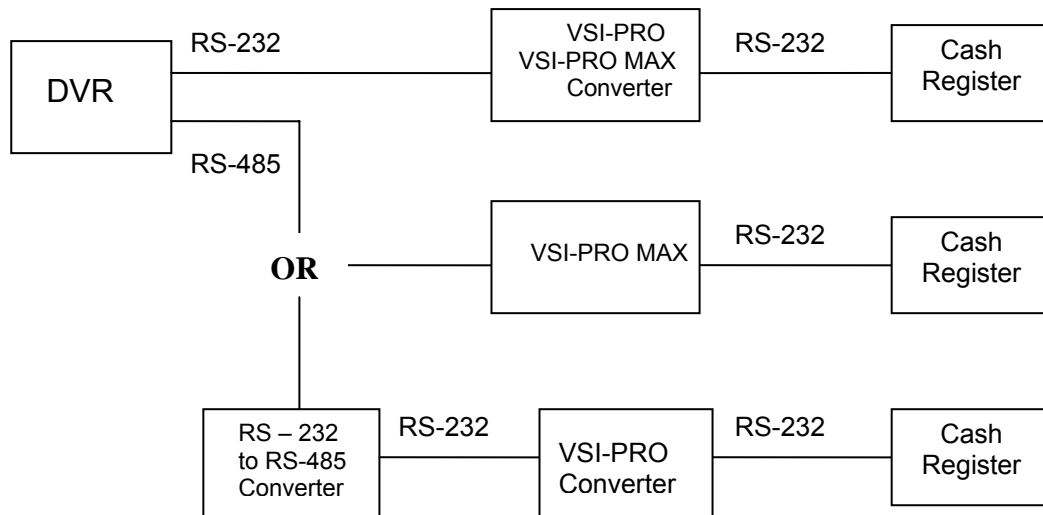 RS-232
VSI-PRO
VSI-PRO MAX
Converter
RS-232
Cash
Register
DVR
RS-485
VSI-PRO MAX
RS-232
Cash
Register
OR
RS – 232
to RS-485
Converter
RS-232
VSI-PRO
Converter
RS-232
Cash
Register